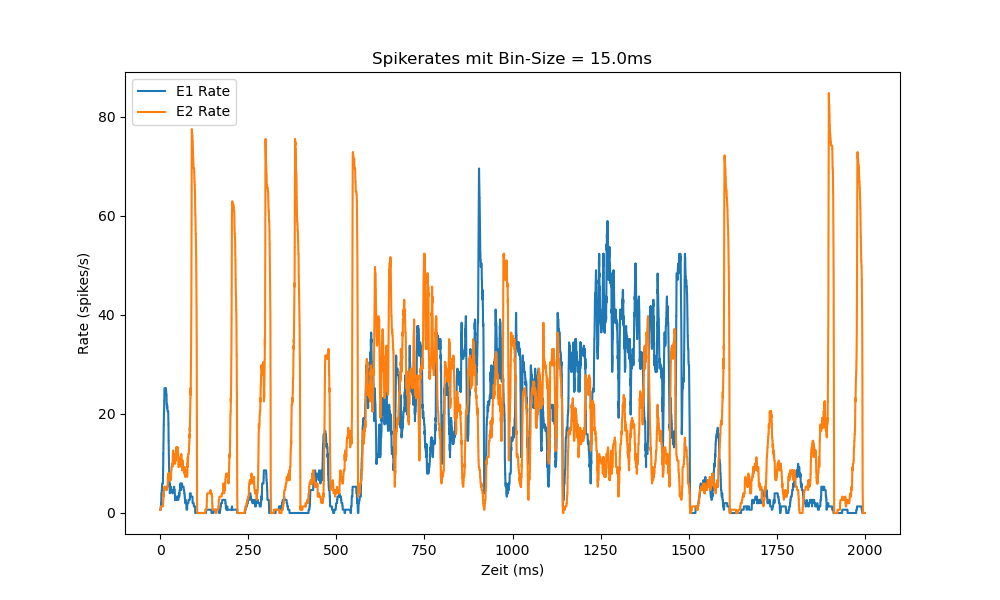 Spikerates mit Bin-Size = 15.0ms
E1 Rate
E2 Rate
Rate (spikes/s)
80
60
40
20
0
0 250 500 750 1000 1250 1500 1750 2000
Zeit (ms)